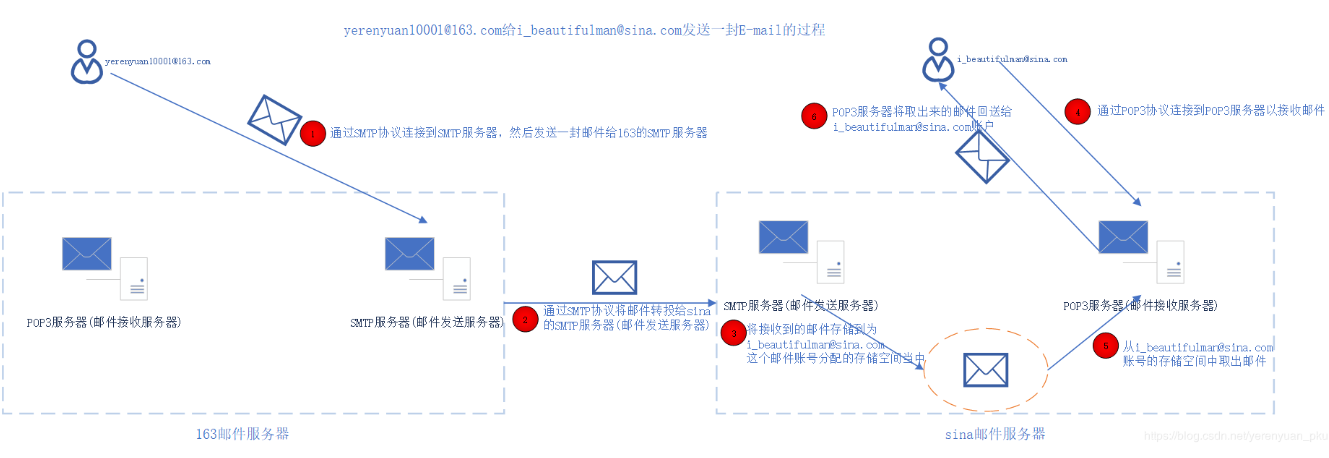 yerenyuan10001@163.com给i_beautifulman@sina.com发送一封E-mail的过程
yerenyuan10001@163.com
i_beautifulman@sina.com
1
通过SMTP协议连接到SMTP服务器，然后发送一封邮件给163的SMTP服务器
6
POP3服务器将取出来的邮件回送给
i_beautifulman@sina.com账户
4
通过POP3协议连接到POP3服务器以接收邮件
POP3服务器(邮件接收服务器)
SMTP服务器(邮件发送服务器)
2
通过SMTP协议将邮件转投给sina
的SMTP服务器(邮件发送服务器)
SMTP服务器(邮件发送服务器)
POP3服务器(邮件接收服务器)
3
将接收到的邮件存储到为
i_beautifulman@sina.com
这个邮件账号分配的存储空间当中
5
从i_beautifulman@sina.com
账号的存储空间中取出邮件
163邮件服务器
sina邮件服务器
https://blog.csdn.net/yerenyuan_pku